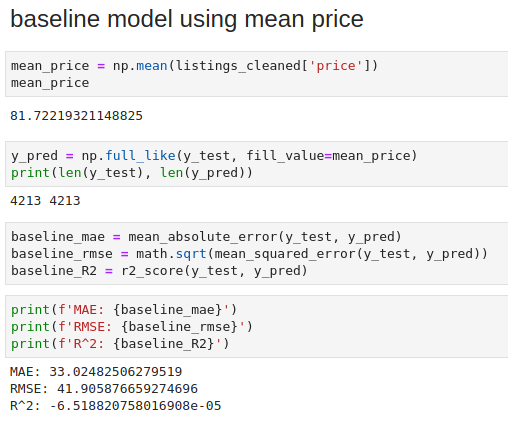 baseline model using mean price
mean_price = np.mean(listings_cleaned['price'])
mean_price
81.72219321148825
y_pred = np.full_like(y_test, fill_value=mean_price)
print(len(y_test), len(y_pred))
4213 4213
baseline_mae = mean_absolute_error(y_test, y_pred)
baseline_rmse = math.sqrt(mean_squared_error(y_test, y_pred))
baseline_R2 = r2_score(y_test, y_pred)
print(f'MAE: {baseline_mae}')
print(f'RMSE: {baseline_rmse}')
print(f'R^2: {baseline_R2}')
MAE: 33.02482506279519
RMSE: 41.905876659274696
R^2: -6.518820758016908e-05